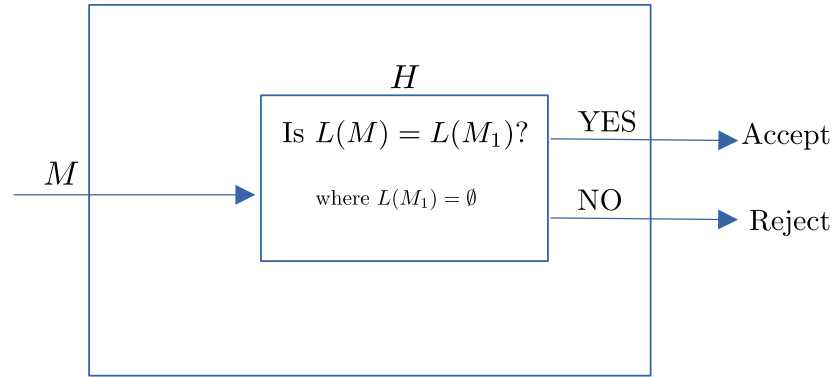 H
M
Is L(M) = L(M₁)?
where L(M₁) = ∅
YES
Accept
NO
Reject